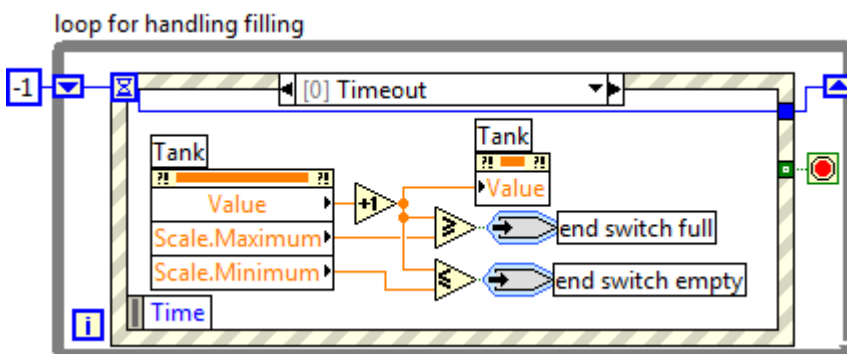 loop for handling filling
-1
[0] Timeout
Tank
Value
Scale.Maximum
Scale.Minimum
+1
Tank
Value
≥
end switch full
≤
end switch empty
Time
i